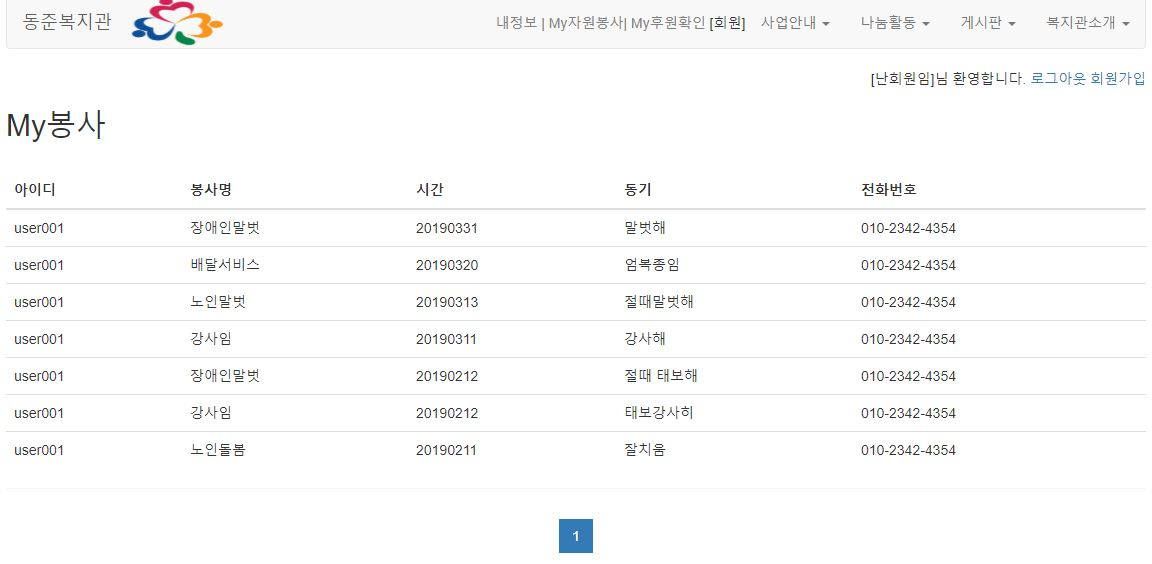 동준복지관 내정보 | My자원봉사| My후원확인 [회원] 사업안내 나눔활동 게시판 복지관소개
[난회원임]님 환영합니다. 로그아웃 회원가입
My봉사
아이디 봉사명 시간 동기 전화번호
user001 장애인말벗 20190331 말벗해 010-2342-4354
user001 배달서비스 20190320 엄복종임 010-2342-4354
user001 노인말벗 20190313 절때말벗해 010-2342-4354
user001 강사임 20190311 강사해 010-2342-4354
user001 장애인말벗 20190212 절때 태보해 010-2342-4354
user001 강사임 20190212 태보강사히 010-2342-4354
user001 노인돌봄 20190211 잘치움 010-2342-4354
1